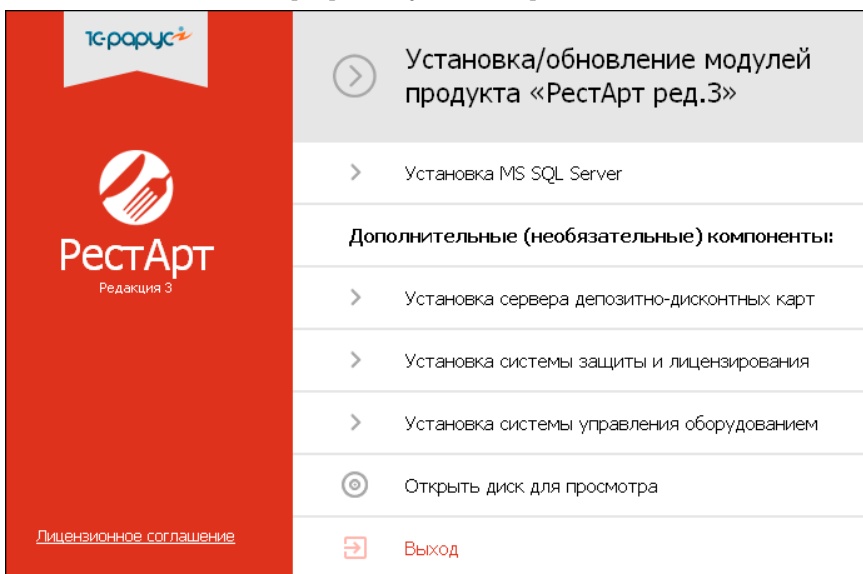 1С·рарус
РестАрт
Редакция 3
Лицензионное соглашение
Установка/обновление модулей
продукта «РестАрт ред.3»
Установка MS SQL Server
Дополнительные (необязательные) компоненты:
Установка сервера депозитно-дисконтных карт
Установка системы защиты и лицензирования
Установка системы управления оборудованием
Открыть диск для просмотра
Выход